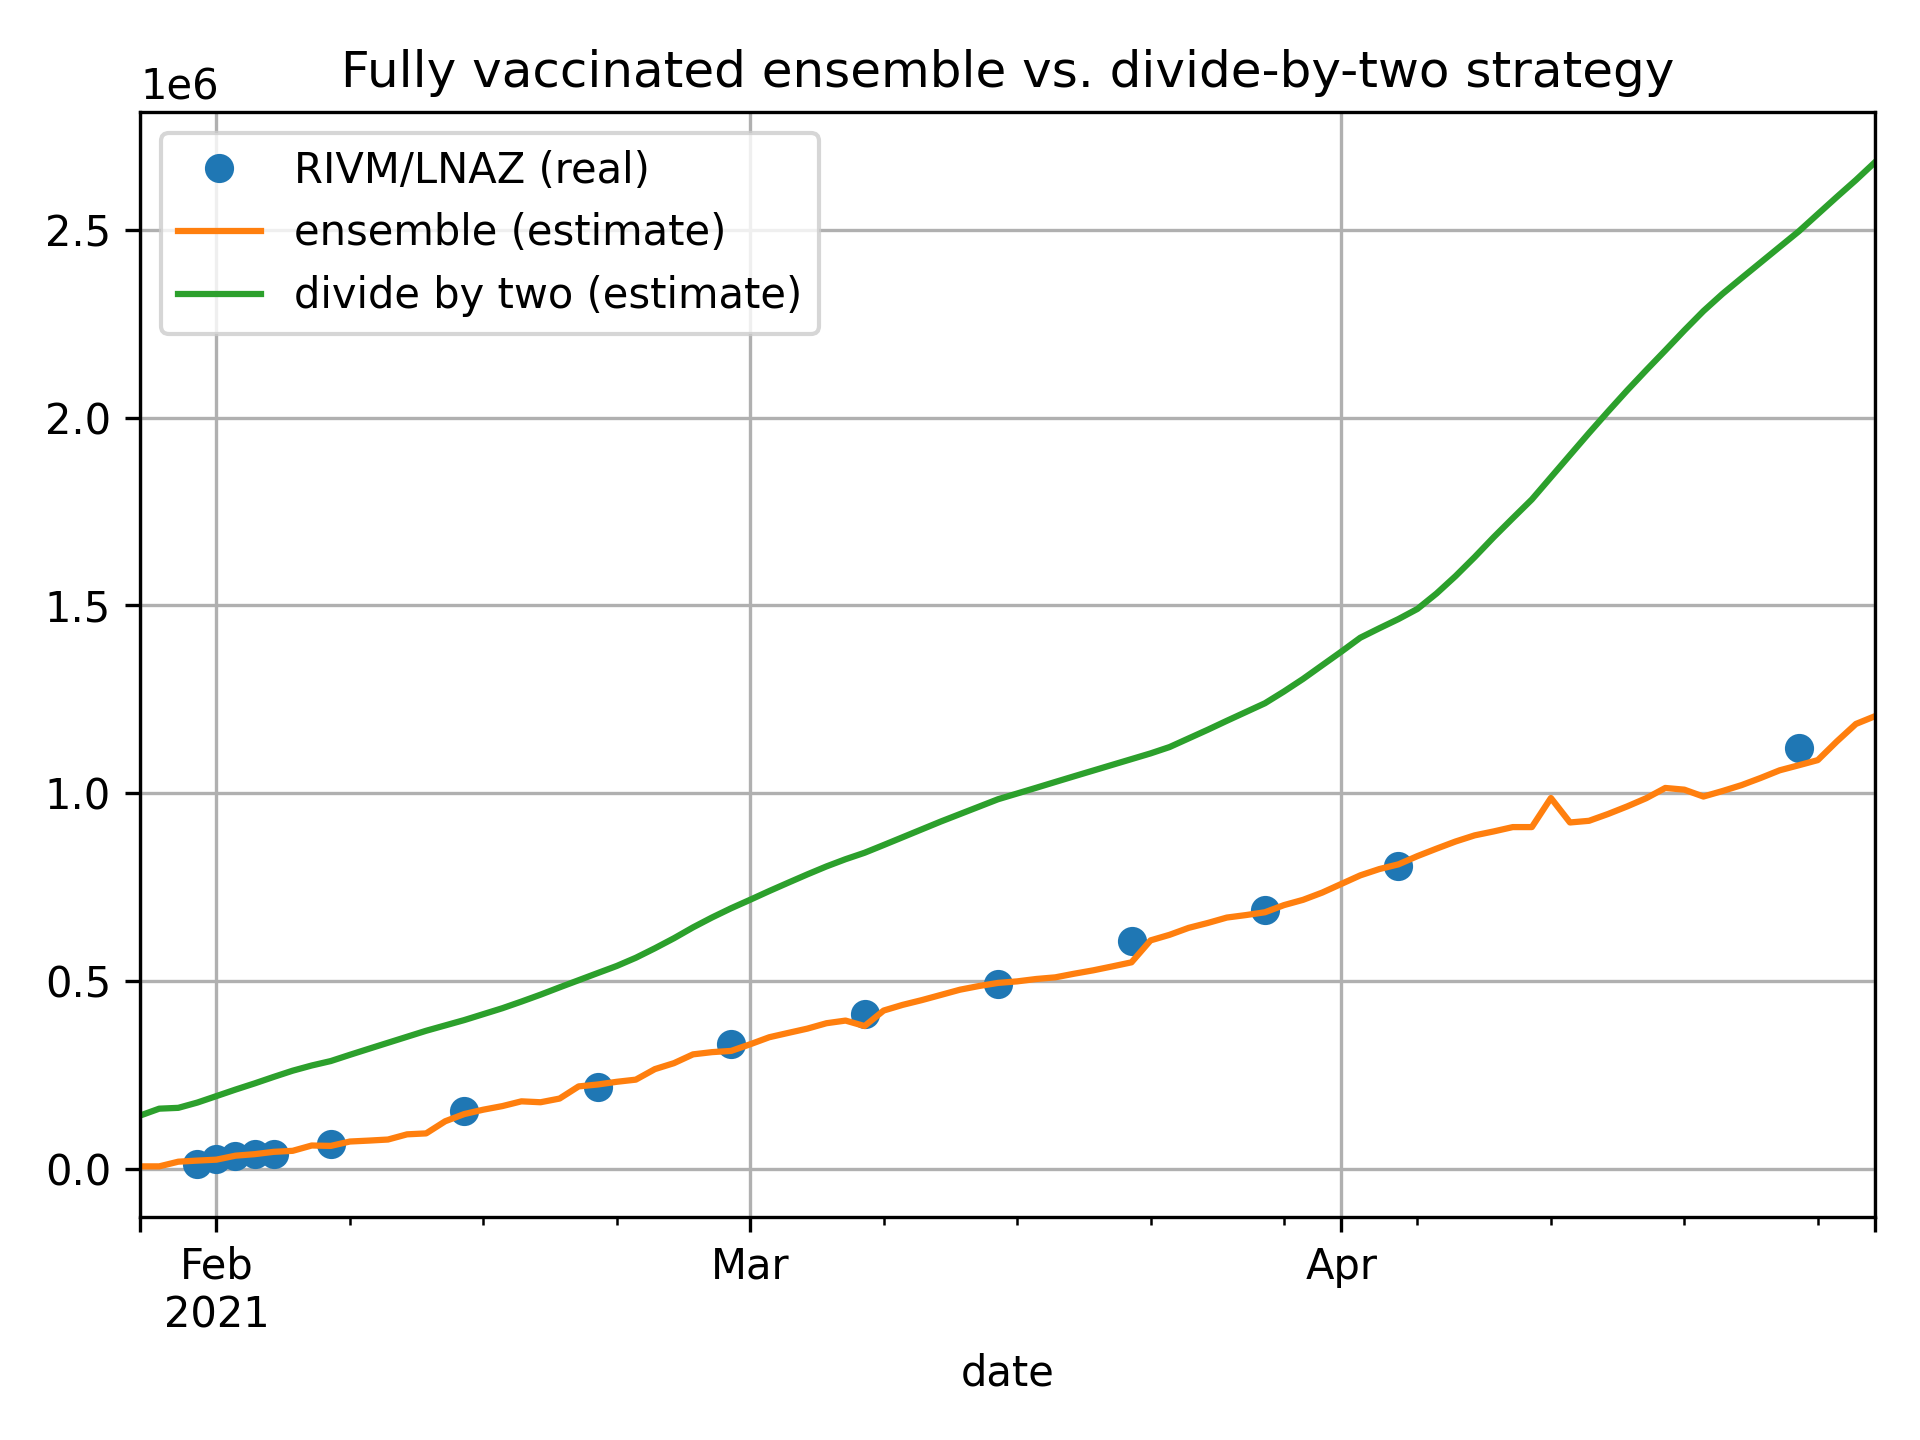 Fully vaccinated ensemble vs. divide-by-two strategy
1e6
RIVM/LNAZ (real)
ensemble (estimate)
divide by two (estimate)
2.5
2.0
1.5
1.0
0.5
0.0
Feb
2021
Mar
Apr
date